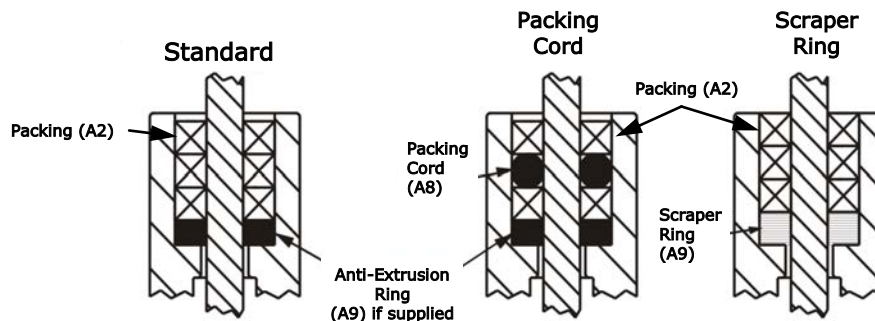 Standard
Packing (A2)
Packing
Cord
Packing
Cord
(A8)
Anti-Extrusion
Ring
(A9) if supplied
Packing (A2)
Scraper
Ring
Scraper
Ring
(A9)